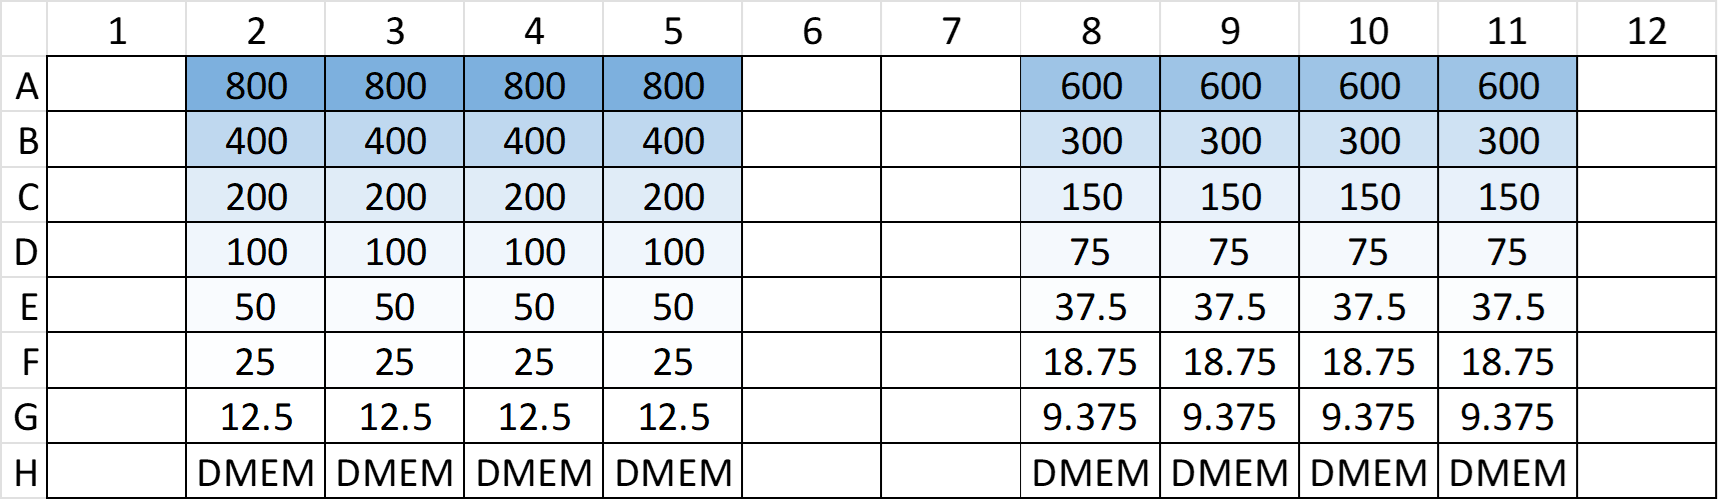 1 2 3 4 5 6 7 8 9 10 11 12
A 800 800 800 800 600 600 600 600
B 400 400 400 400 300 300 300 300
C 200 200 200 200 150 150 150 150
D 100 100 100 100 75 75 75 75
E 50 50 50 50 37.5 37.5 37.5 37.5
F 25 25 25 25 18.75 18.75 18.75 18.75
G 12.5 12.5 12.5 12.5 9.375 9.375 9.375 9.375
H DMEM DMEM DMEM DMEM DMEM DMEM DMEM DMEM